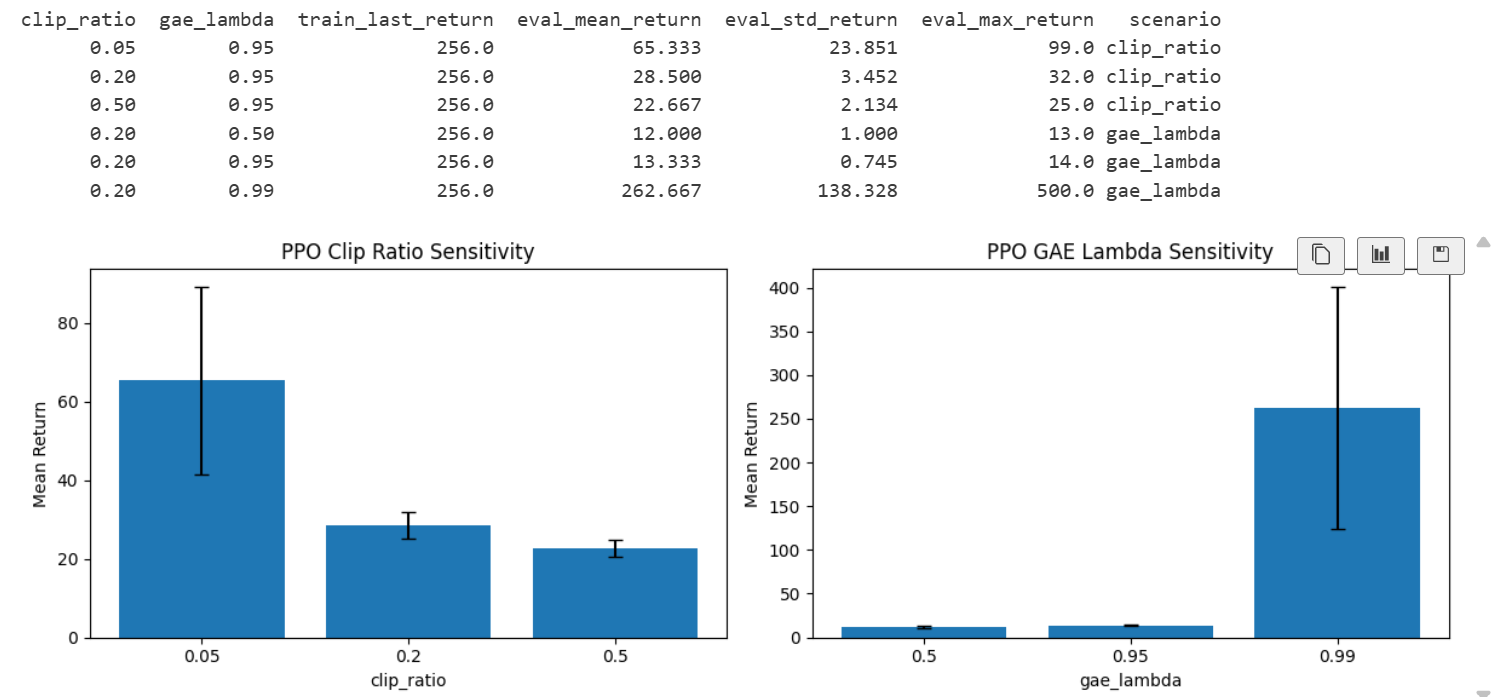 clip_ratio gae_lambda train_last_return eval_mean_return eval_std_return eval_max_return scenario
0.05 0.95 256.0 65.333 23.851 99.0 clip_ratio
0.20 0.95 256.0 28.500 3.452 32.0 clip_ratio
0.50 0.95 256.0 22.667 2.134 25.0 clip_ratio
0.20 0.50 256.0 12.000 1.000 13.0 gae_lambda
0.20 0.95 256.0 13.333 0.745 14.0 gae_lambda
0.20 0.99 256.0 262.667 138.328 500.0 gae_lambda
PPO Clip Ratio Sensitivity
Mean Return
80
60
40
20
0
0.05 0.2 0.5
clip_ratio
PPO GAE Lambda Sensitivity
Mean Return
400
350
300
250
200
150
100
50
0
0.5 0.95 0.99
gae_lambda